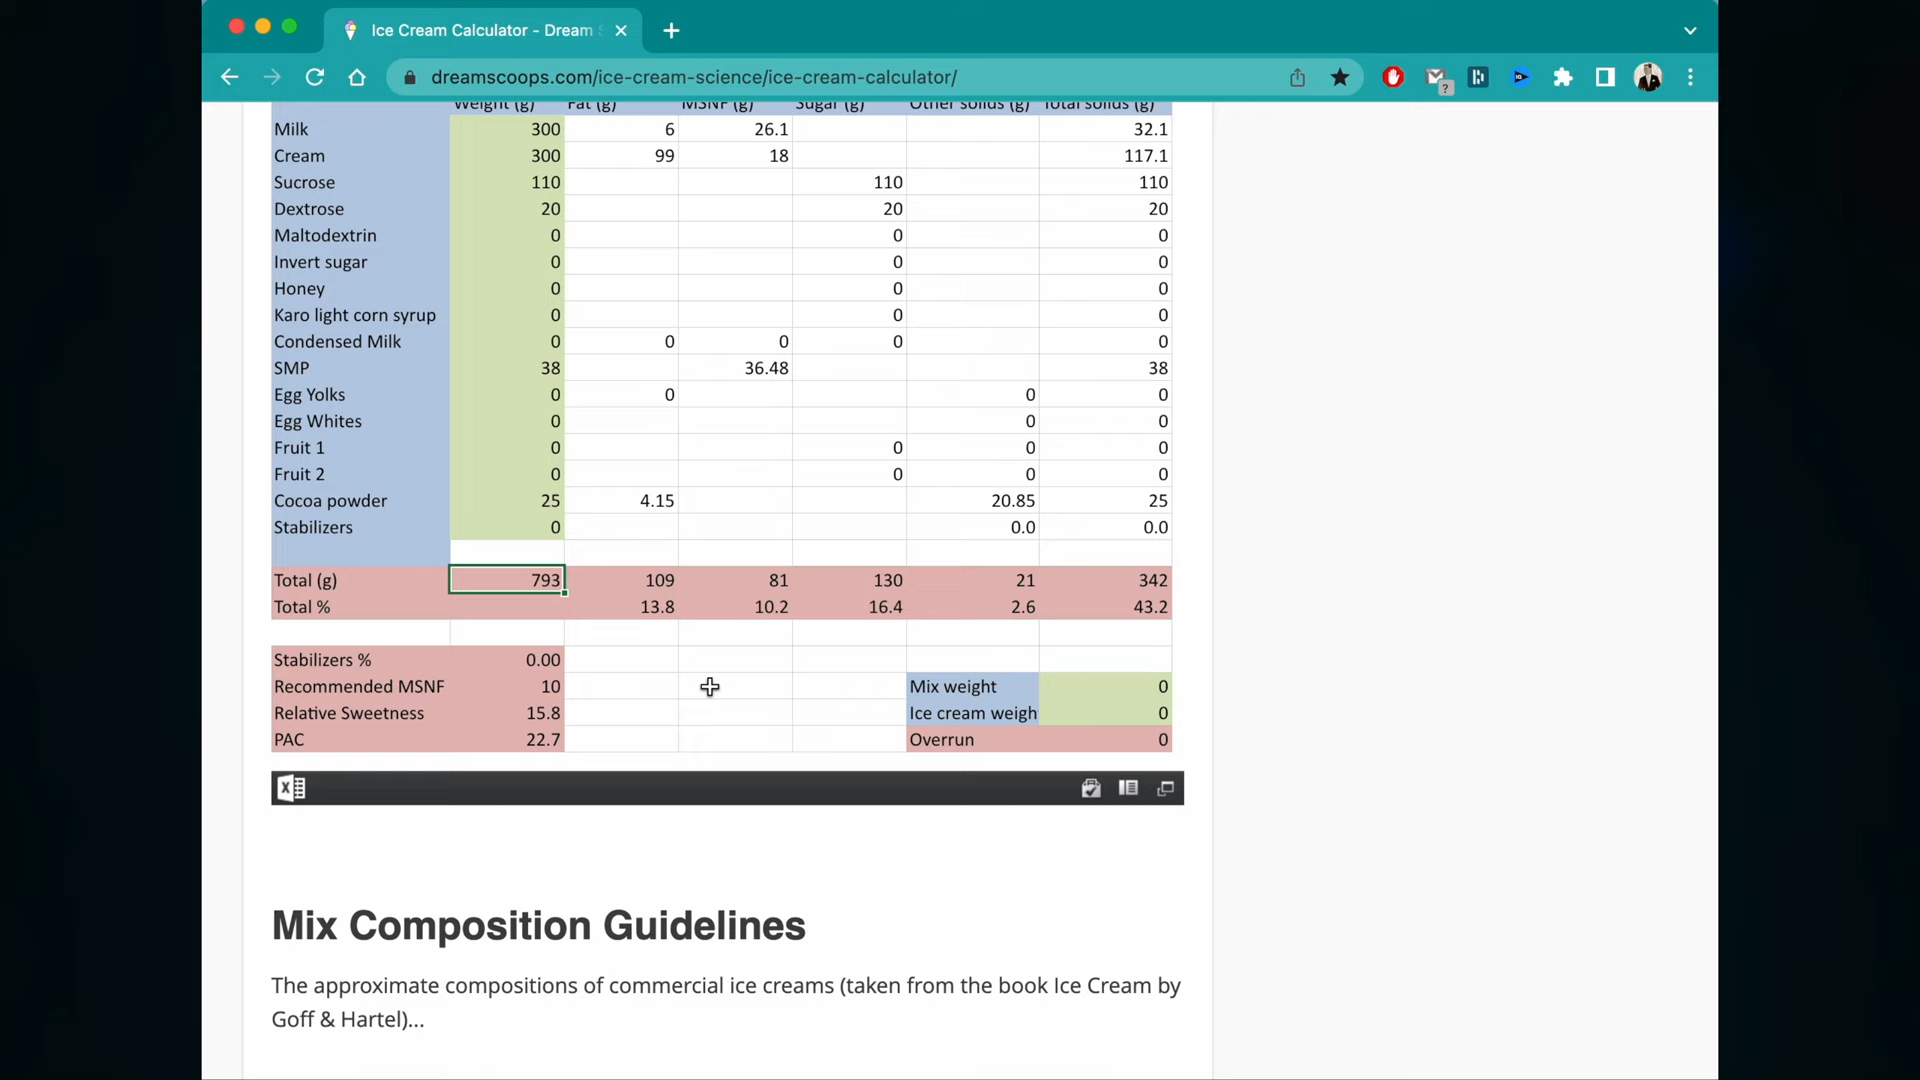 Ice Cream Calculator - Dream S
dreamscoops.com/ice-cream-science/ice-cream-calculator/
Weight (g) Fat (g) MSNF (g) Sugar (g) Other solids (g) Total solids (g)
Milk 300 6 26.1 32.1
Cream 300 99 18 117.1
Sucrose 110 110 110
Dextrose 20 20 20
Maltodextrin 0 0 0
Invert sugar 0 0 0
Honey 0 0 0
Karo light corn syrup 0 0 0
Condensed Milk 0 0 0 0 0
SMP 38 36.48 38
Egg Yolks 0 0 0 0
Egg Whites 0 0 0
Fruit 1 0 0 0 0
Fruit 2 0 0 0 0
Cocoa powder 25 4.15 20.85 25
Stabilizers 0 0.0 0.0
Total (g) 793 109 81 130 21 342
Total % 13.8 10.2 16.4 2.6 43.2
Stabilizers % 0.00
Recommended MSNF 10 Mix weight 0
Relative Sweetness 15.8 Ice cream weigh 0
PAC 22.7 Overrun 0
Mix Composition Guidelines
The approximate compositions of commercial ice creams (taken from the book Ice Cream by
Goff & Hartel)...